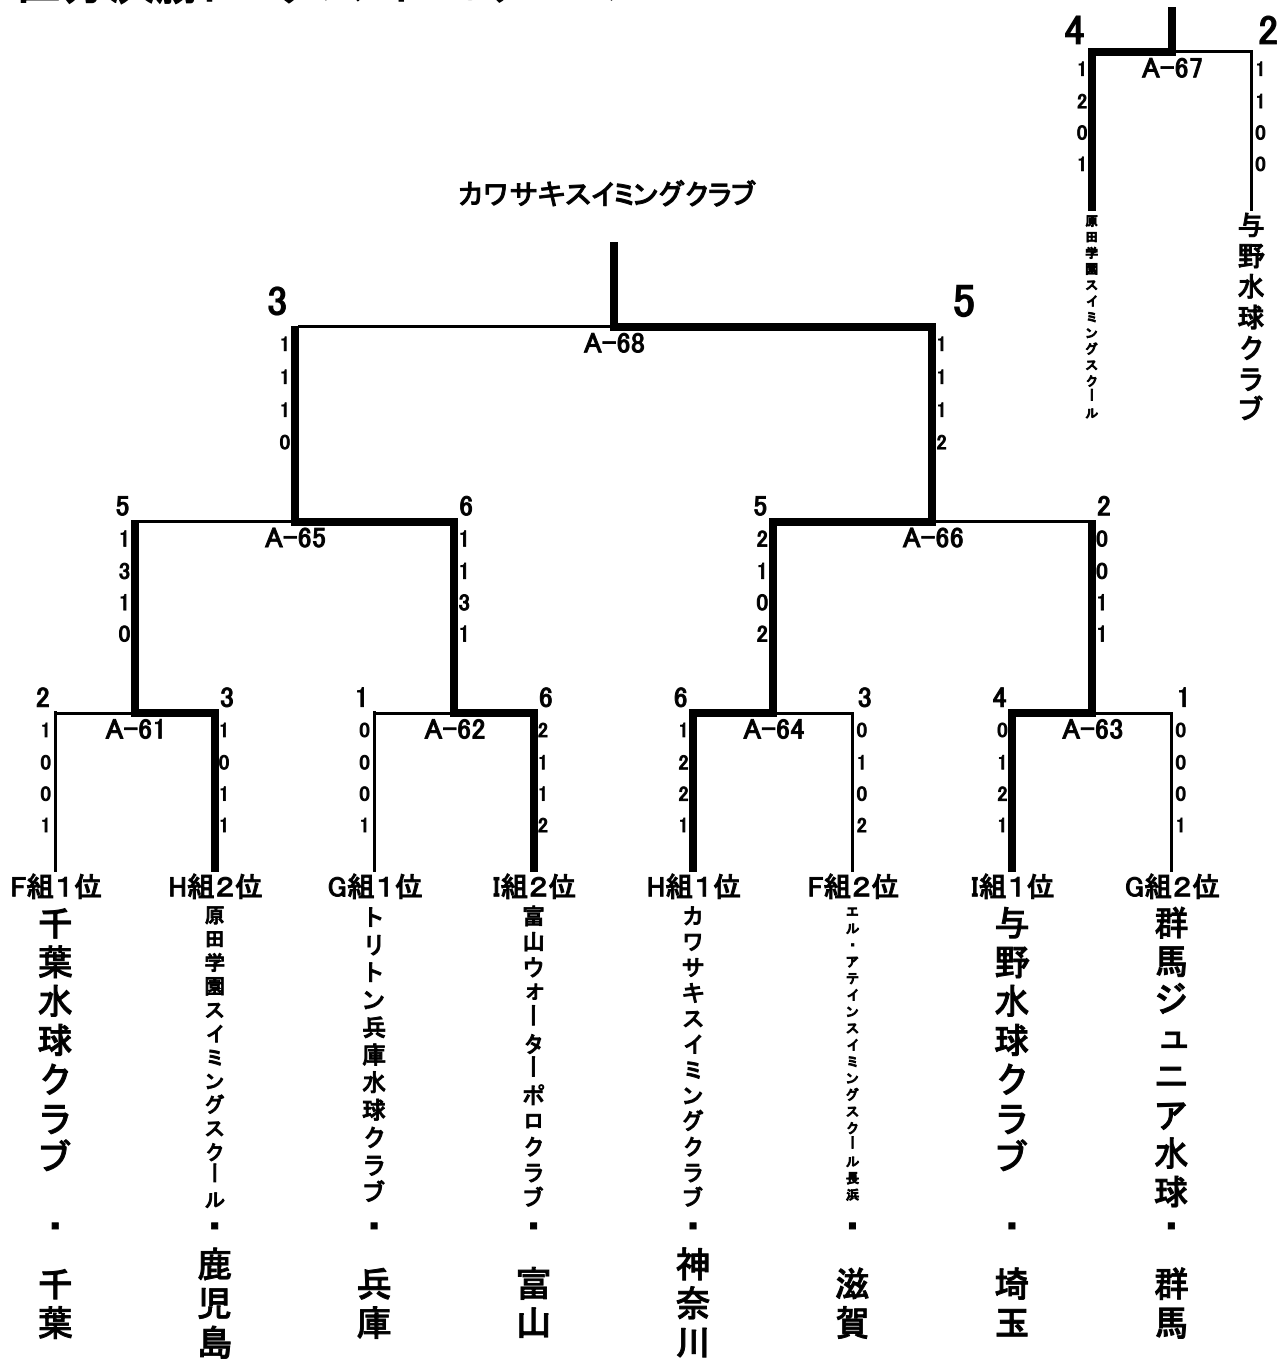 4 2
A-67
1 1
2 1
0 0
1 0
原田学園スイミングスクール
与野水球クラブ
カワサキスイミングクラブ
3 5
A-68
1 1
1 1
1 1
0 2
5 6 5 2
A-65 A-66
1 1 2 0
3 1 1 0
1 3 0 1
0 1 2 1
2 3 1 6 6 3 4 1
A-61 A-62 A-64 A-63
1 1 0 2 1 0 0 0
0 0 0 1 2 1 1 0
0 1 0 1 2 0 2 0
1 1 1 2 1 2 1 1
F組1位 H組2位 G組1位 I組2位 H組1位 F組2位 I組1位 G組2位
千葉水球クラブ ・ 千葉
原田学園スイミングスクール・鹿児島
トリトン兵庫水球クラブ・ 兵庫
富山ウオーターポロクラブ・ 富山
カワサキスイミングクラブ・神奈川
エル・アテインスイミングスクール長浜・ 滋賀
与野水球クラブ ・ 埼玉
群馬ジュニア水球・ 群馬